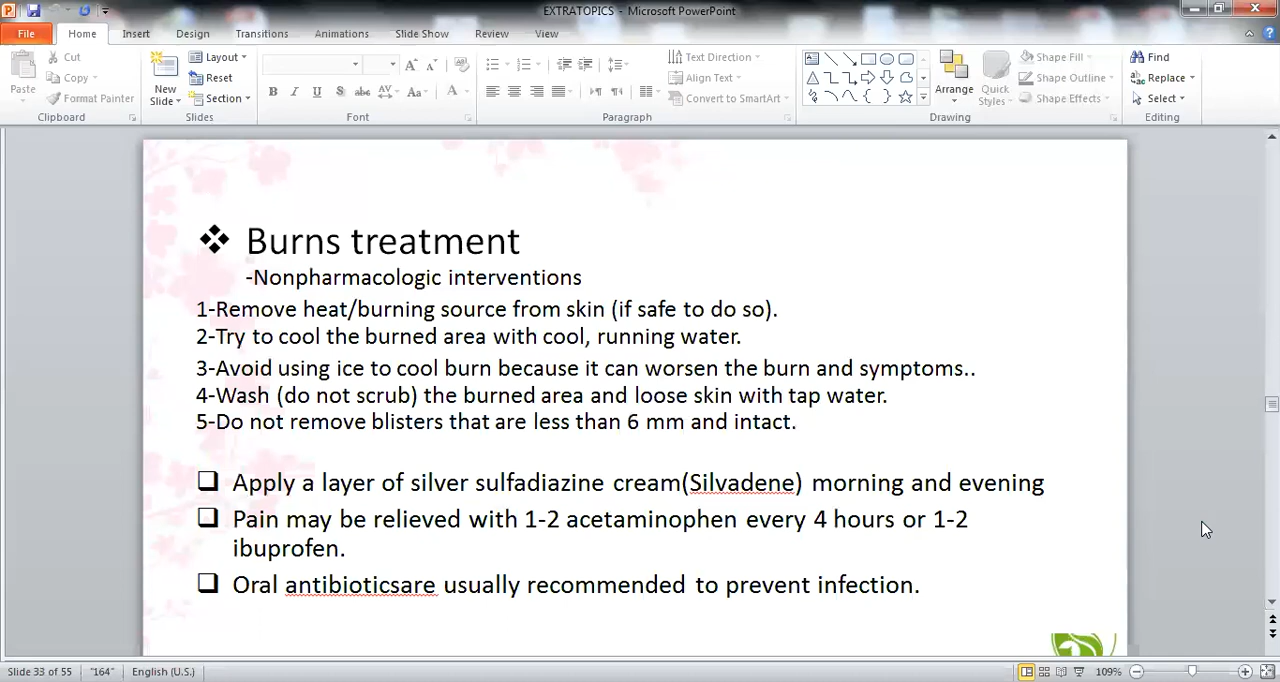 EXTRATOPICS - Microsoft PowerPoint
File Home Insert Design Transitions Animations Slide Show Review View
Cut
Copy
Format Painter
Paste
Clipboard
New
Slide
Layout
Reset
Section
Slides
B I U S abc AV Aa A
Font
Text Direction
Align Text
Convert to SmartArt
Paragraph
Arrange
Quick
Styles
Shape Fill
Shape Outline
Shape Effects
Drawing
Find
Replace
Select
Editing
❖ Burns treatment
-Nonpharmacologic interventions
1-Remove heat/burning source from skin (if safe to do so).
2-Try to cool the burned area with cool, running water.
3-Avoid using ice to cool burn because it can worsen the burn and symptoms..
4-Wash (do not scrub) the burned area and loose skin with tap water.
5-Do not remove blisters that are less than 6 mm and intact.
❑ Apply a layer of silver sulfadiazine cream(Silvadene) morning and evening
❑ Pain may be relieved with 1-2 acetaminophen every 4 hours or 1-2
ibuprofen.
❑ Oral antibioticsare usually recommended to prevent infection.
Slide 33 of 55 "164" English (U.S.) 109%